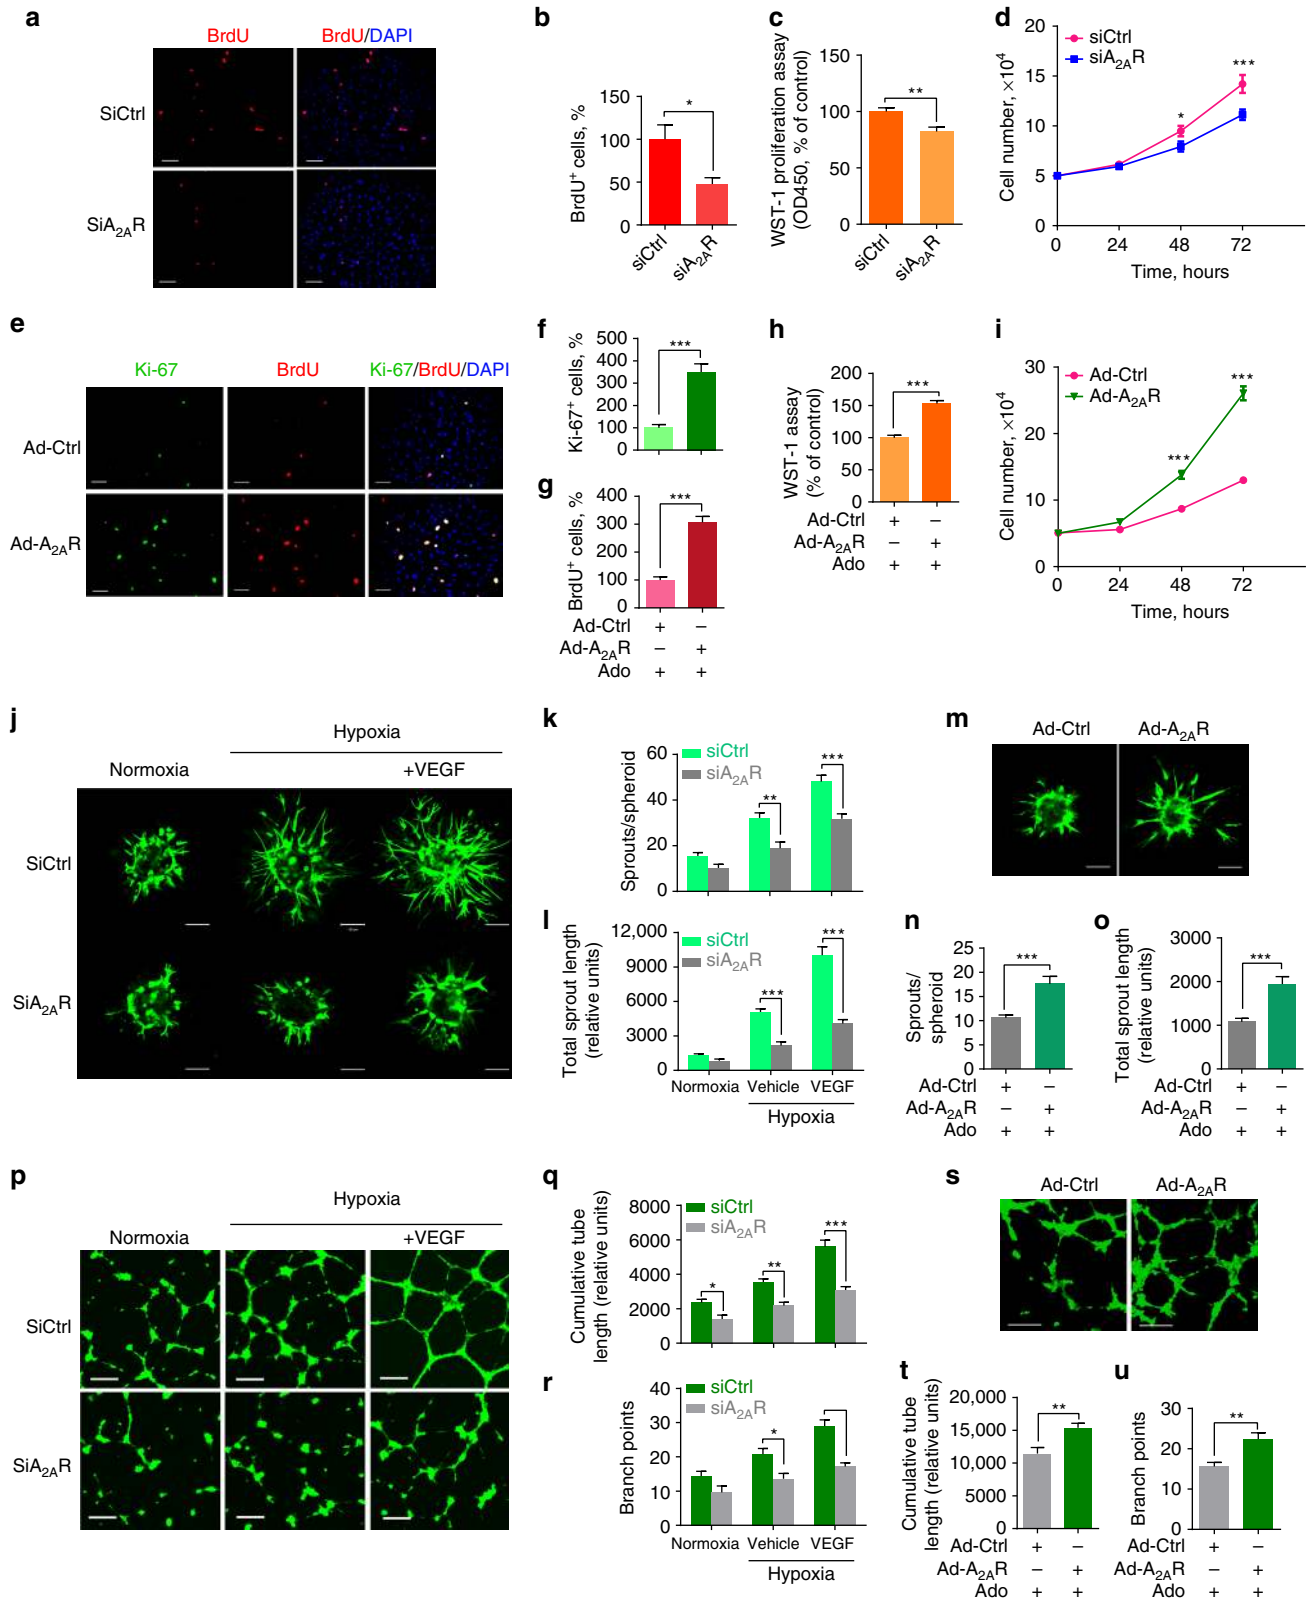 a
BrdU BrdU/DAPI
SiCtrl
SiA2AR
b
BrdU+ cells, %
150
100
50
0
*
siCtrl siA2AR
c
WST-1 proliferation assay
(OD450, % of control)
150
100
50
0
**
siCtrl siA2AR
d
Cell number, ×10^4
20
15
10
5
0
siCtrl
siA2AR
* ***
0 24 48 72
Time, hours
e
Ki-67 BrdU Ki-67/BrdU/DAPI
Ad-Ctrl
Ad-A2AR
f
Ki-67+ cells, %
500
400
300
200
100
0
***
g
BrdU+ cells, %
400
300
200
100
0
***
Ad-Ctrl + –
Ad-A2AR – +
Ado + +
h
WST-1 assay
(% of control)
200
150
100
50
0
***
Ad-Ctrl + –
Ad-A2AR – +
Ado + +
i
Cell number, ×10^4
30
20
10
0
Ad-Ctrl
Ad-A2AR
*** ***
0 24 48 72
Time, hours
j
Hypoxia
Normoxia +VEGF
SiCtrl
SiA2AR
k
Sprouts/spheroid
60
40
20
0
siCtrl
siA2AR
** ***
l
Total sprout length
(relative units)
12,000
9000
6000
3000
0
siCtrl
siA2AR
*** ***
Normoxia Vehicle VEGF
Hypoxia
m
Ad-Ctrl Ad-A2AR
n
Sprouts/
spheroid
25
20
15
10
5
0
***
Ad-Ctrl + –
Ad-A2AR – +
Ado + +
o
Total sprout length
(relative units)
3000
2000
1000
0
***
Ad-Ctrl + –
Ad-A2AR – +
Ado + +
p
Hypoxia
Normoxia +VEGF
SiCtrl
SiA2AR
q
Cumulative tube
length (relative units)
8000
6000
4000
2000
0
siCtrl
siA2AR
* ** ***
r
Branch points
40
30
20
10
0
siCtrl
siA2AR
*
Normoxia Vehicle VEGF
Hypoxia
s
Ad-Ctrl Ad-A2AR
t
Cumulative tube
length (relative units)
20,000
15,000
10,000
5000
0
**
Ad-Ctrl + –
Ad-A2AR – +
Ado + +
u
Branch points
30
20
10
0
**
Ad-Ctrl + –
Ad-A2AR – +
Ado + +